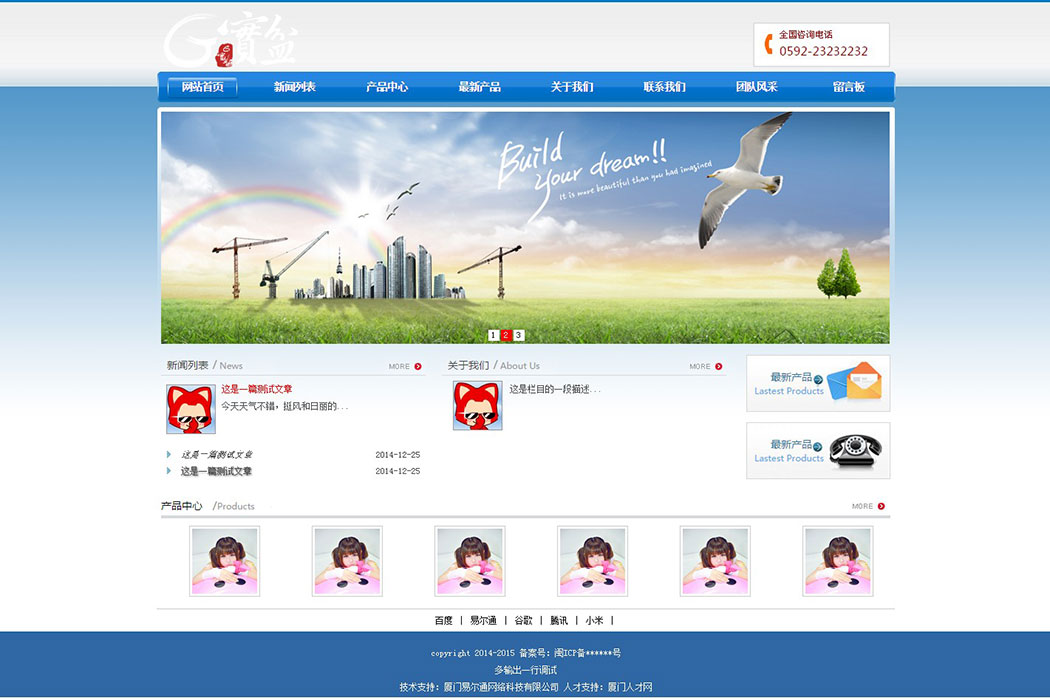 G寶盆
全国咨询电话
0592-23232232
网站首页 新闻列表 产品中心 最新产品 关于我们 联系我们 团队风采 留言板
Build
your dream!!
It is more beautiful than you had imagined
1 2 3
新闻列表 / News MORE
这是一篇测试文章
今天天气不错，挺风和日丽的...
这是一篇测试文章 2014-12-25
这是一篇测试文章 2014-12-25
关于我们 / About Us MORE
这是栏目的一段描述...
最新产品
Lastest Products
最新产品
Lastest Products
产品中心 /Products MORE
百度 | 易尔通 | 谷歌 | 腾讯 | 小米 |
copyright 2014-2015 备案号：闽ICP备******号
多输出一行调试
技术支持：厦门易尔通网络科技有限公司 人才支持：厦门人才网